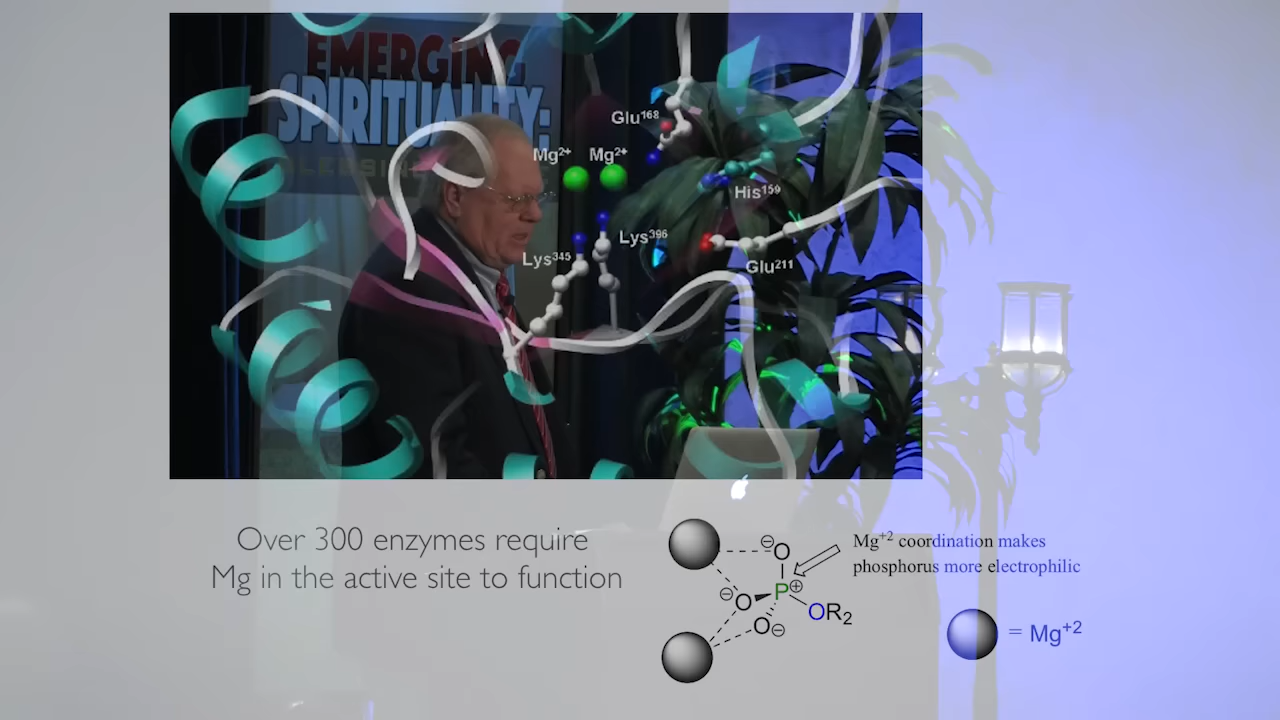 EMERGING
SPIRITUALITY:
Glu168
Mg2+ Mg2+
His159
Lys396
Lys345
Glu211
Over 300 enzymes require
Mg in the active site to function
Mg+2 coordination makes
phosphorus more electrophilic
⊖O
⊖O P⊕
OR2
O⊖
= Mg+2